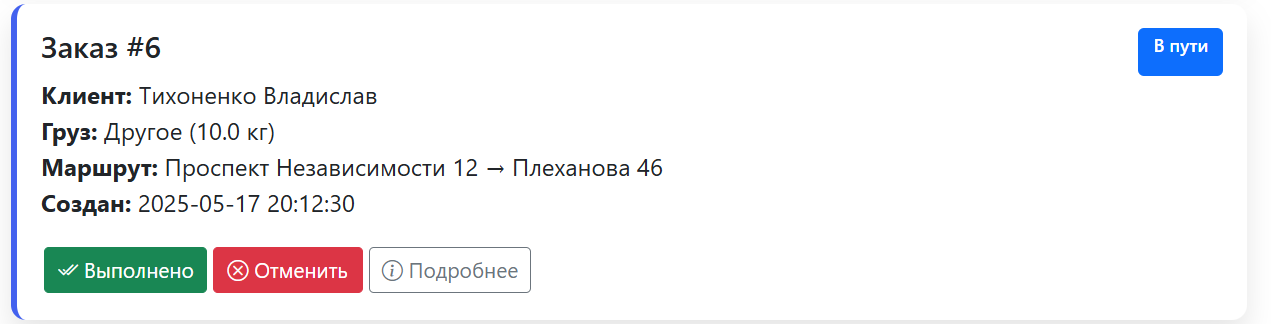 Заказ #6
В пути
Клиент: Тихоненко Владислав
Груз: Другое (10.0 кг)
Маршрут: Проспект Независимости 12 → Плеханова 46
Создан: 2025-05-17 20:12:30
Выполнено Отменить Подробнее